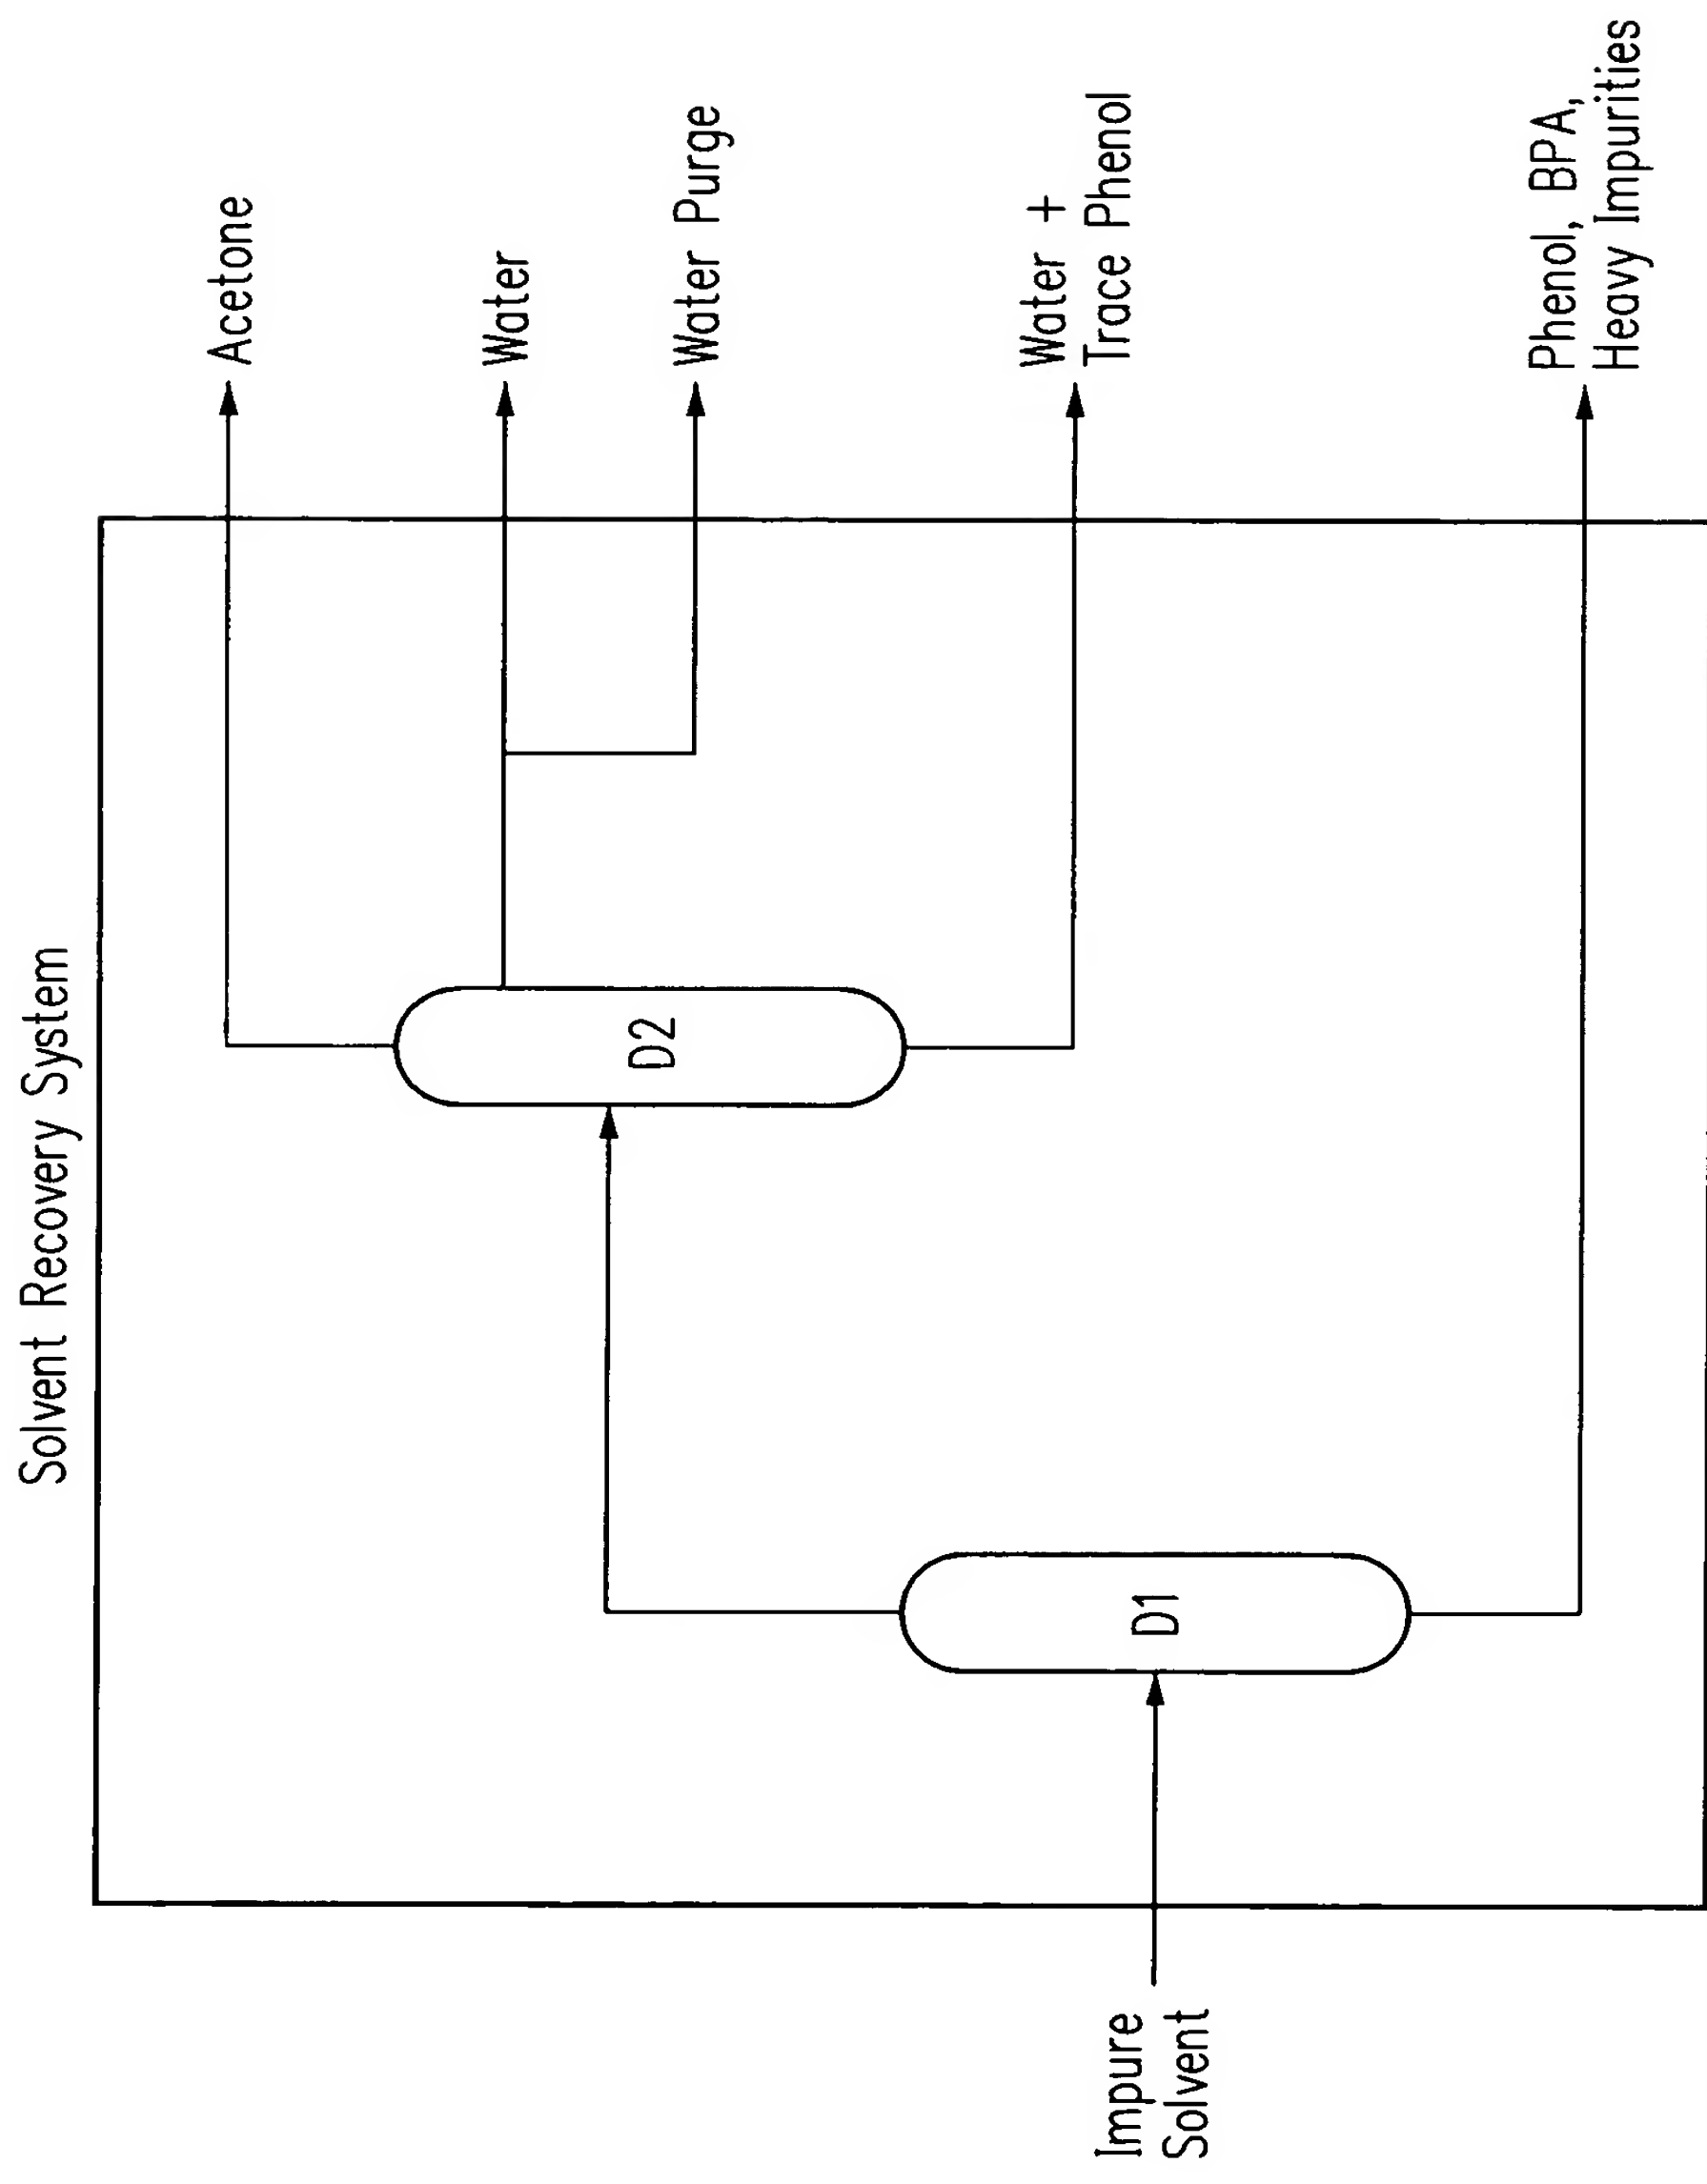 Solvent Recovery System
Acetone
Water
Water Purge
D2
Water +
Trace Phenol
D1
Impure
Solvent
Phenol, BPA,
Heavy Impurities